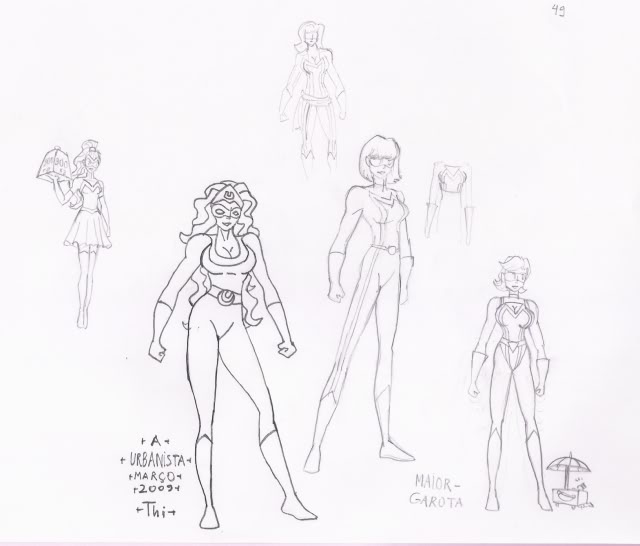 49
+ A +
+ URBANISTA +
+ MARÇO +
+ 2009 +
+ Thi +
MAIOR-
GAROTA